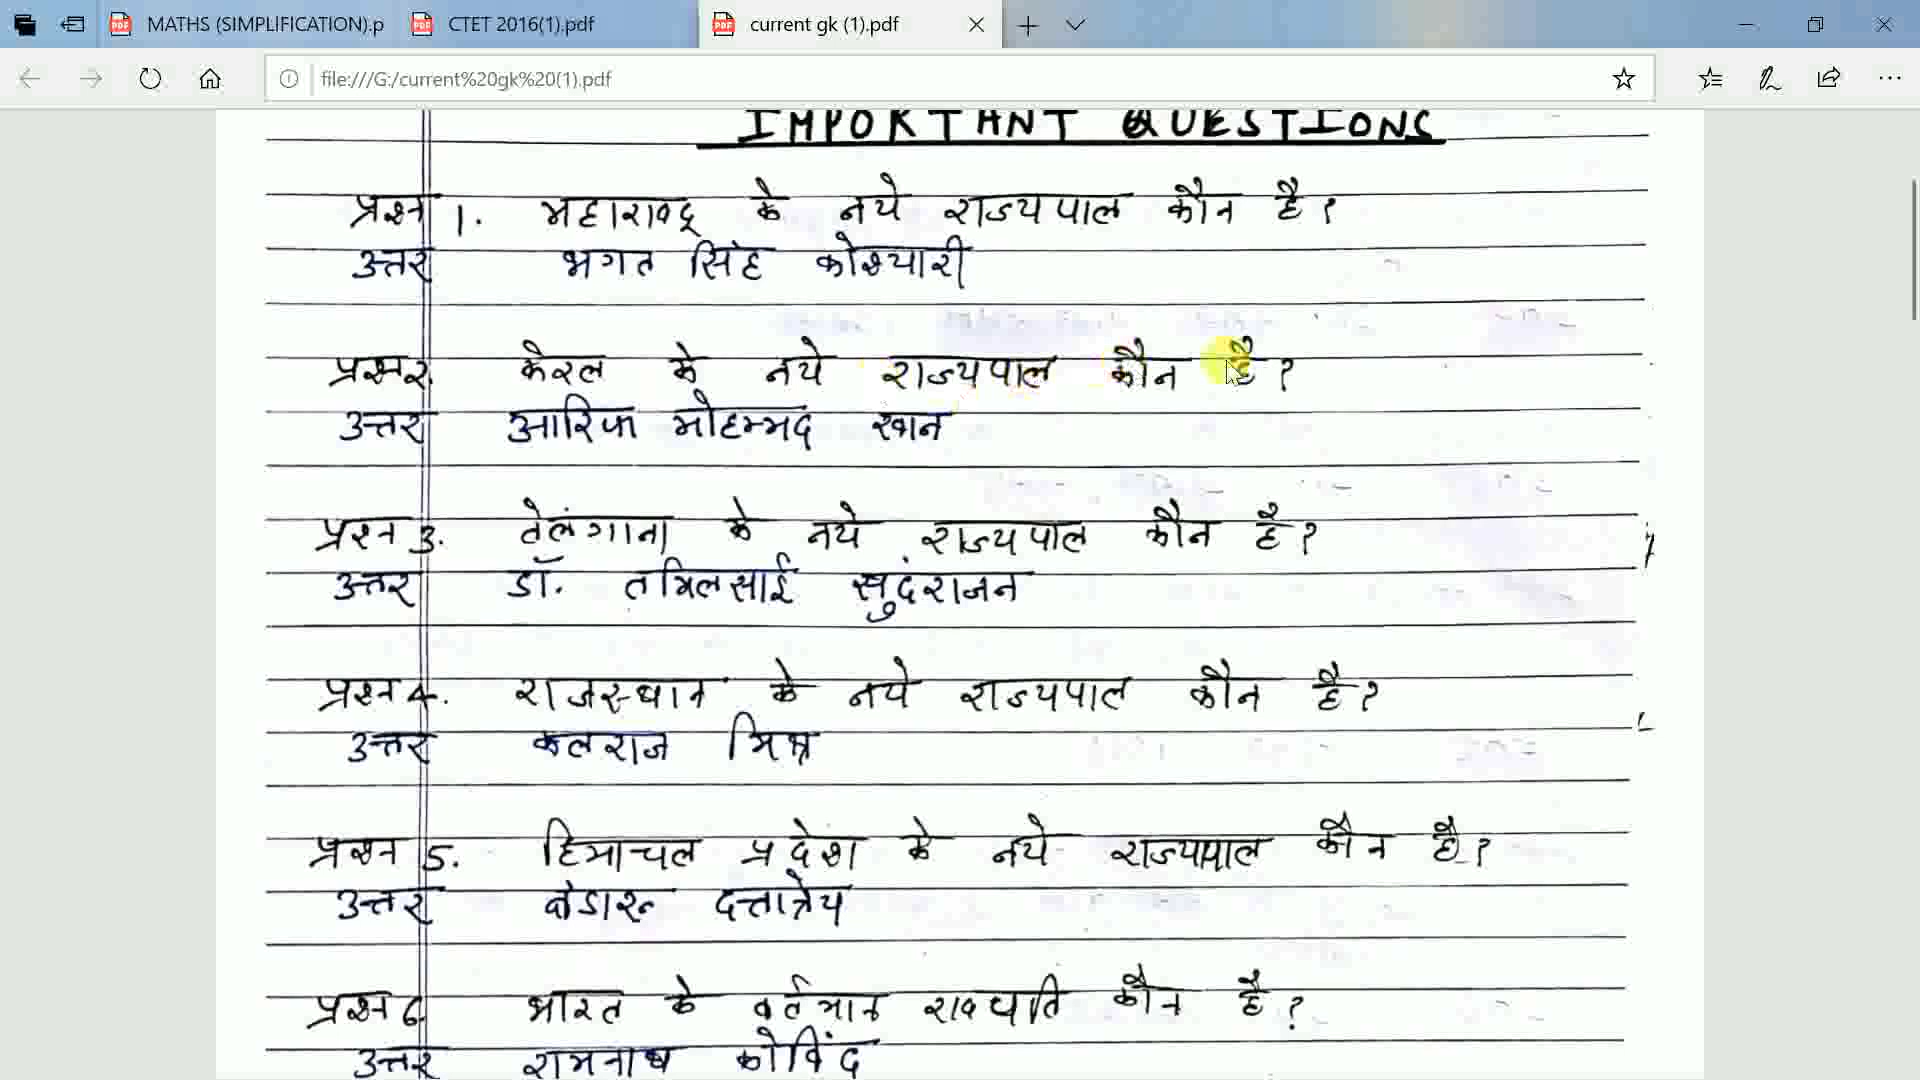 MATHS (SIMPLIFICATION).p
CTET 2016(1).pdf
current gk (1).pdf
file:///G:/current%20gk%20(1).pdf
IMPORTANT QUESTIONS
प्रश्न 1. महाराष्ट्र के नये राज्यपाल कौन है?
उत्तर भगत सिंह कोश्यारी
प्रश्न 2. केरल के नये राज्यपाल कौन है?
उत्तर आरिफ मोहम्मद खान
प्रश्न 3. तेलंगाना के नये राज्यपाल कौन है?
उत्तर डॉ. तमिलसाई सुदंराजन
प्रश्न 4. राजस्थान के नये राज्यपाल कौन है?
उत्तर कलराज मिश्र
प्रश्न 5. हिमाचल प्रदेश के नये राज्यपाल कौन है?
उत्तर बंडारू दत्तात्रेय
प्रश्न 6. भारत के वर्तमान राष्ट्रपति कौन है?
उत्तर रामनाथ कोविंद